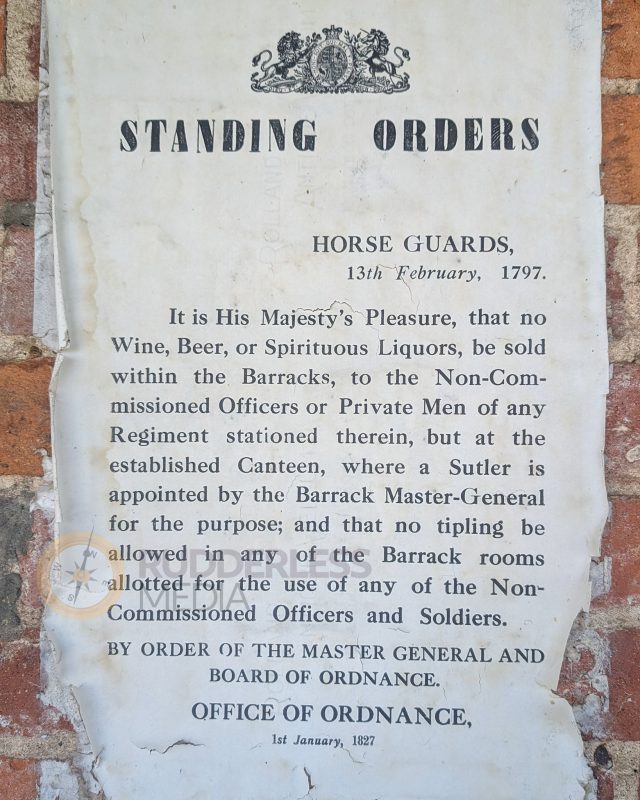 STANDING ORDERS
HORSE GUARDS,
13th February, 1797.
It is His Majesty's Pleasure, that no
Wine, Beer, or Spirituous Liquors, be sold
within the Barracks, to the Non-Com-
missioned Officers or Private Men of any
Regiment stationed therein, but at the
established Canteen, where a Sutler is
appointed by the Barrack Master-General
for the purpose; and that no tipling be
allowed in any of the Barrack rooms
allotted for the use of any of the Non-
Commissioned Officers and Soldiers.
BY ORDER OF THE MASTER GENERAL AND
BOARD OF ORDNANCE.
OFFICE OF ORDNANCE,
1st January, 1827
RUDDERLESS
MEDIA